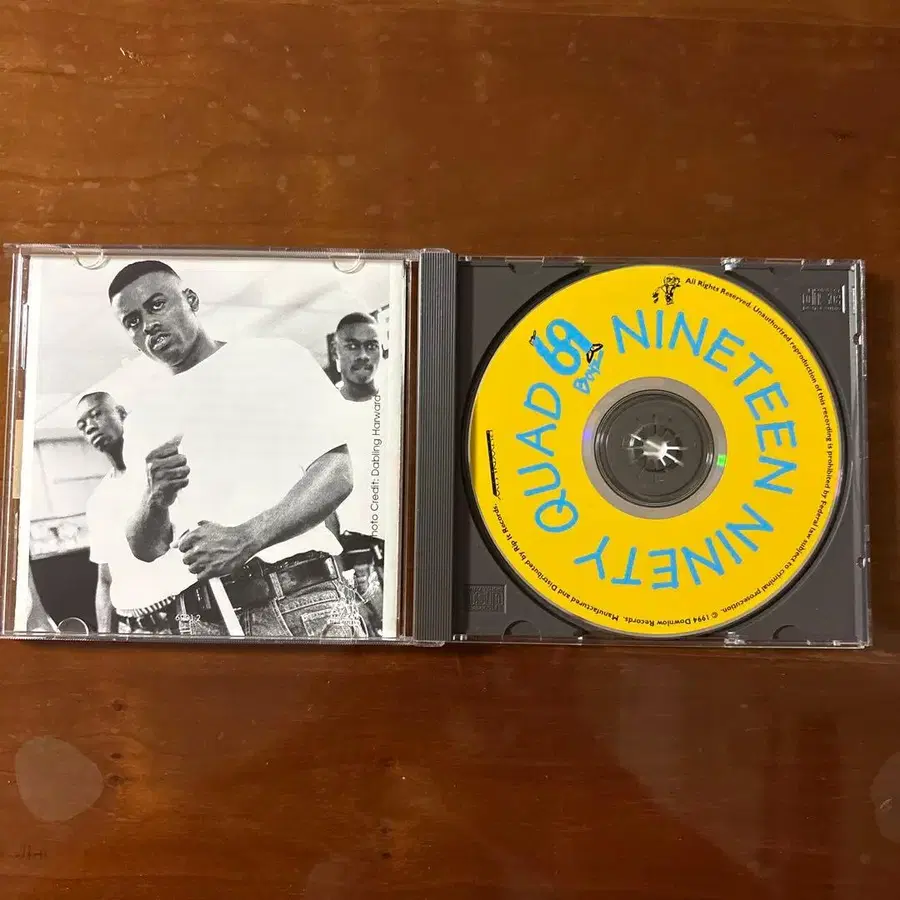 Photo Credit: Dabling Harward
69
Boyz
NINETEEN NINETY QUAD
All Rights Reserved. Unauthorized reproduction of this recording is prohibited by Federal law subject to criminal prosecution.
© 1994 Downlow Records. Manufactured and Distributed by Rip It Records.